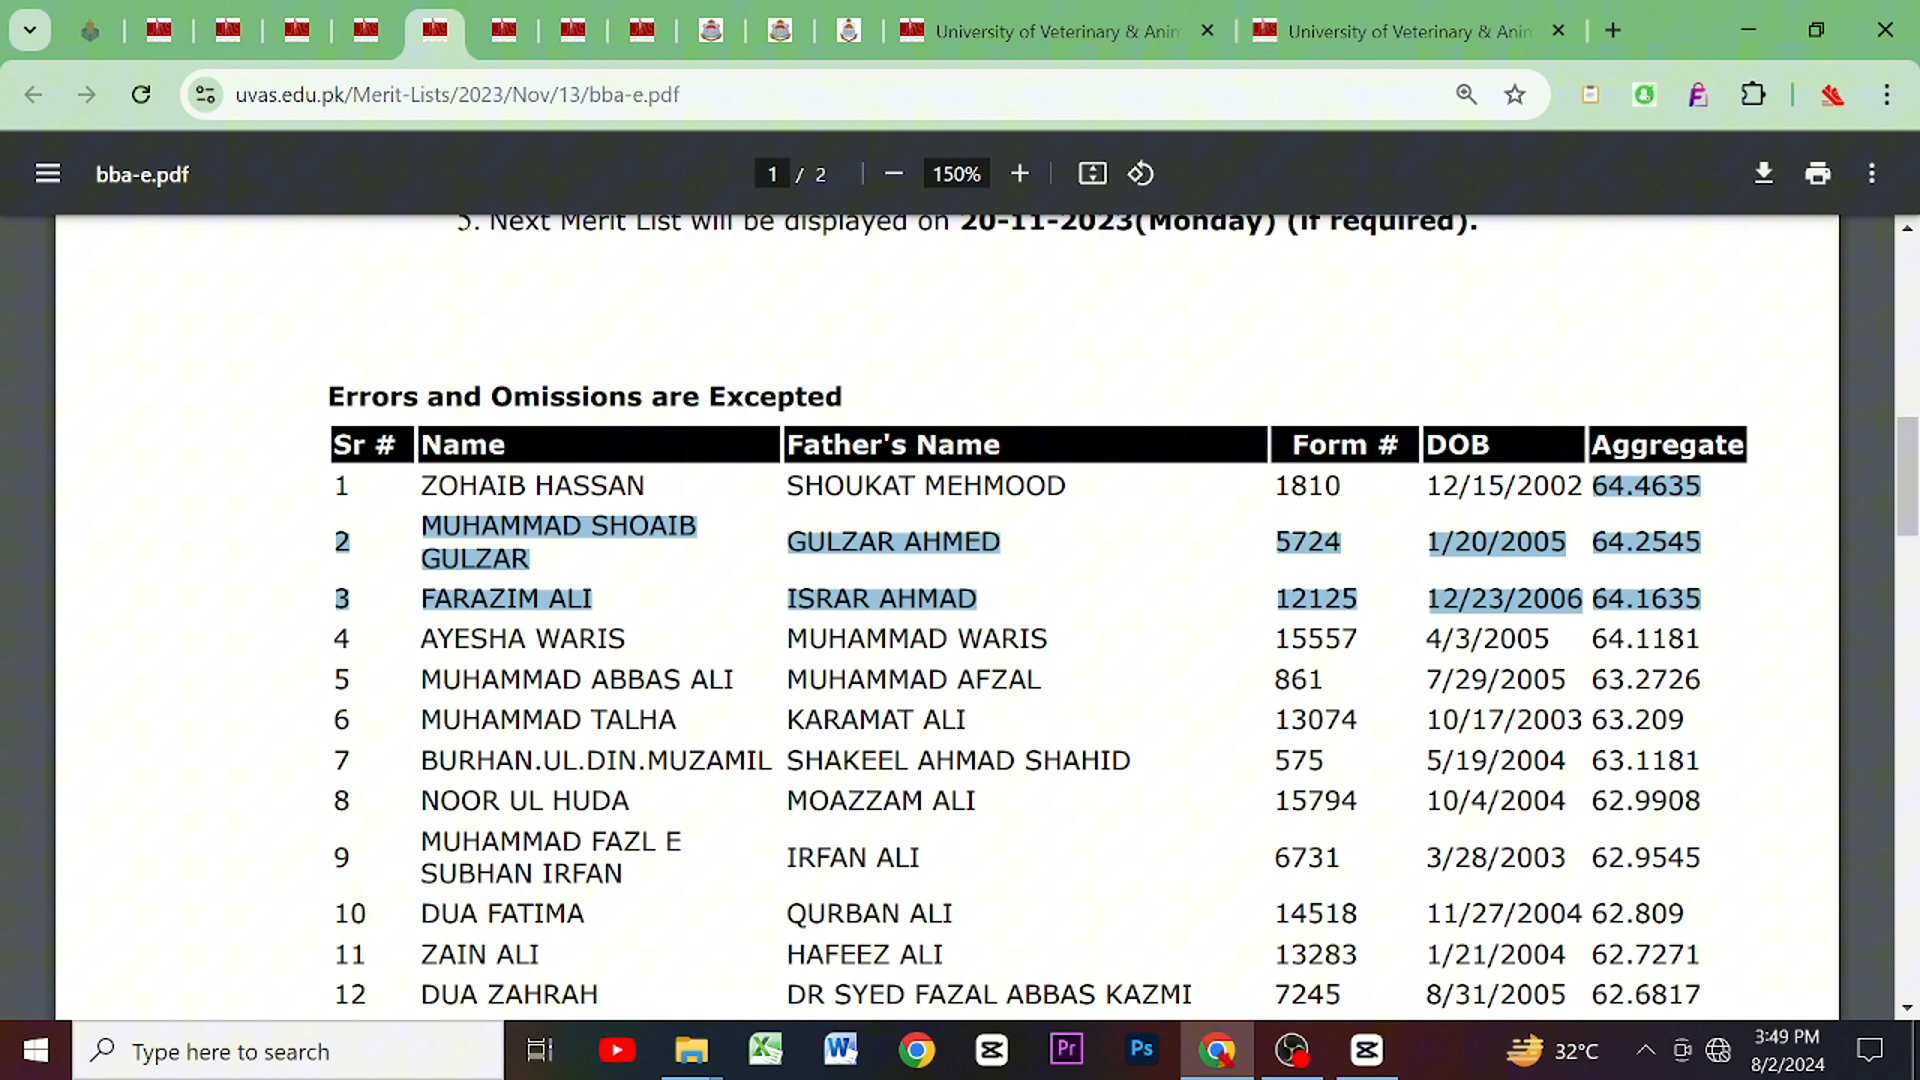 University of Veterinary & Anin
University of Veterinary & Anin
uvas.edu.pk/Merit-Lists/2023/Nov/13/bba-e.pdf
bba-e.pdf
1 / 2
150%
5. Next Merit List will be displayed on 20-11-2023(Monday) (if required).
Errors and Omissions are Excepted
Sr # Name Father's Name Form # DOB Aggregate
1 ZOHAIB HASSAN SHOUKAT MEHMOOD 1810 12/15/2002 64.4635
2 MUHAMMAD SHOAIB GULZAR GULZAR AHMED 5724 1/20/2005 64.2545
3 FARAZIM ALI ISRAR AHMAD 12125 12/23/2006 64.1635
4 AYESHA WARIS MUHAMMAD WARIS 15557 4/3/2005 64.1181
5 MUHAMMAD ABBAS ALI MUHAMMAD AFZAL 861 7/29/2005 63.2726
6 MUHAMMAD TALHA KARAMAT ALI 13074 10/17/2003 63.209
7 BURHAN.UL.DIN.MUZAMIL SHAKEEL AHMAD SHAHID 575 5/19/2004 63.1181
8 NOOR UL HUDA MOAZZAM ALI 15794 10/4/2004 62.9908
9 MUHAMMAD FAZL E SUBHAN IRFAN IRFAN ALI 6731 3/28/2003 62.9545
10 DUA FATIMA QURBAN ALI 14518 11/27/2004 62.809
11 ZAIN ALI HAFEEZ ALI 13283 1/21/2004 62.7271
12 DUA ZAHRAH DR SYED FAZAL ABBAS KAZMI 7245 8/31/2005 62.6817
Type here to search
Pr
Ps
32°C
3:49 PM
8/2/2024